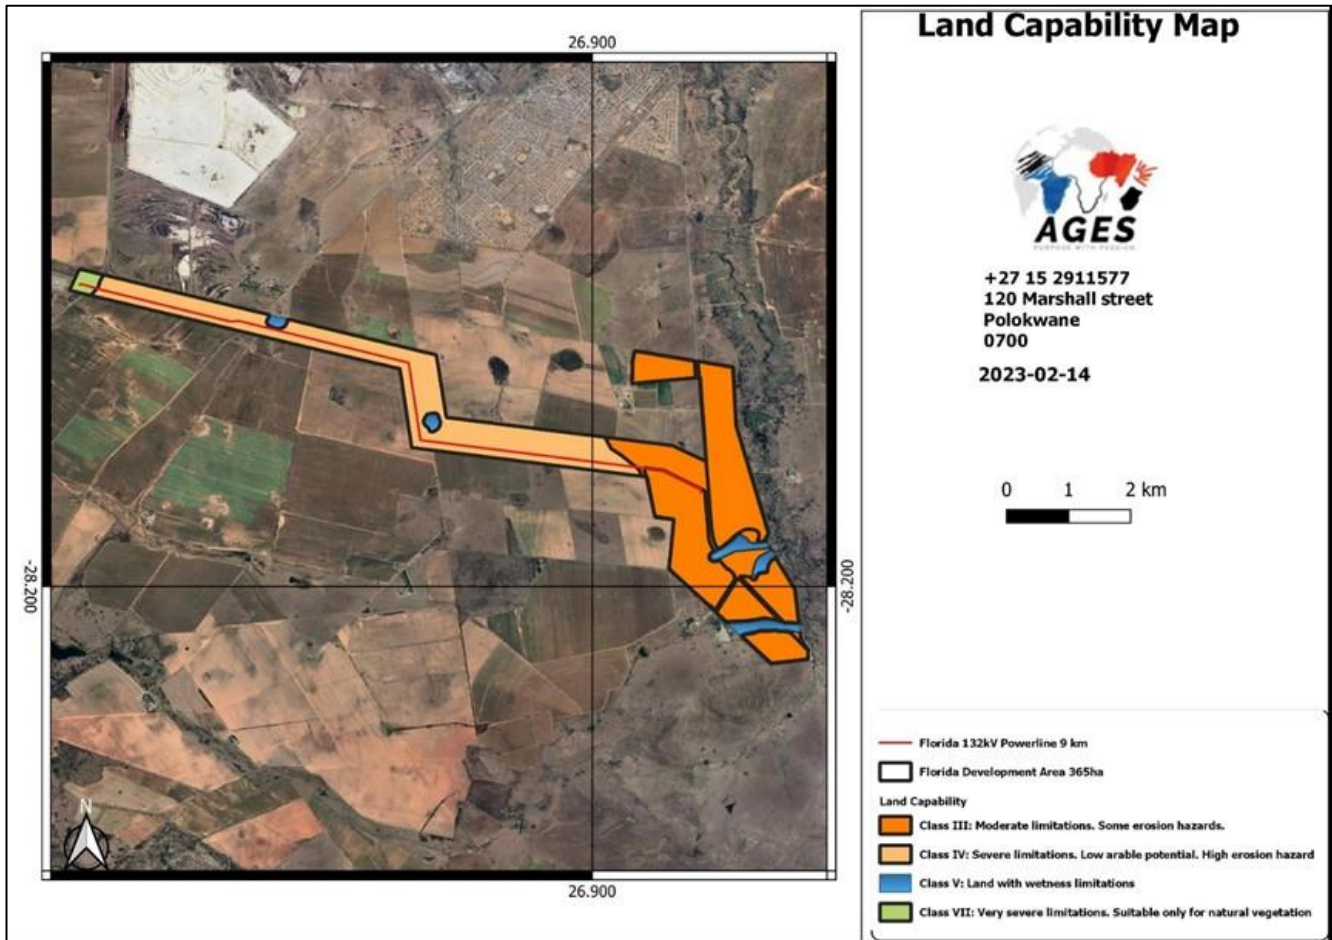 Land Capability Map
26.900
AGES
PURPOSE WITH PASSION
+27 15 2911577
120 Marshall street
Polokwane
0700
2023-02-14
0 1 2 km
-28.200
-28.200
N
26.900
Florida 132kV Powerline 9 km
Florida Development Area 365ha
Land Capability
Class III: Moderate limitations. Some erosion hazards.
Class IV: Severe limitations. Low arable potential. High erosion hazard
Class V: Land with wetness limitations
Class VII: Very severe limitations. Suitable only for natural vegetation